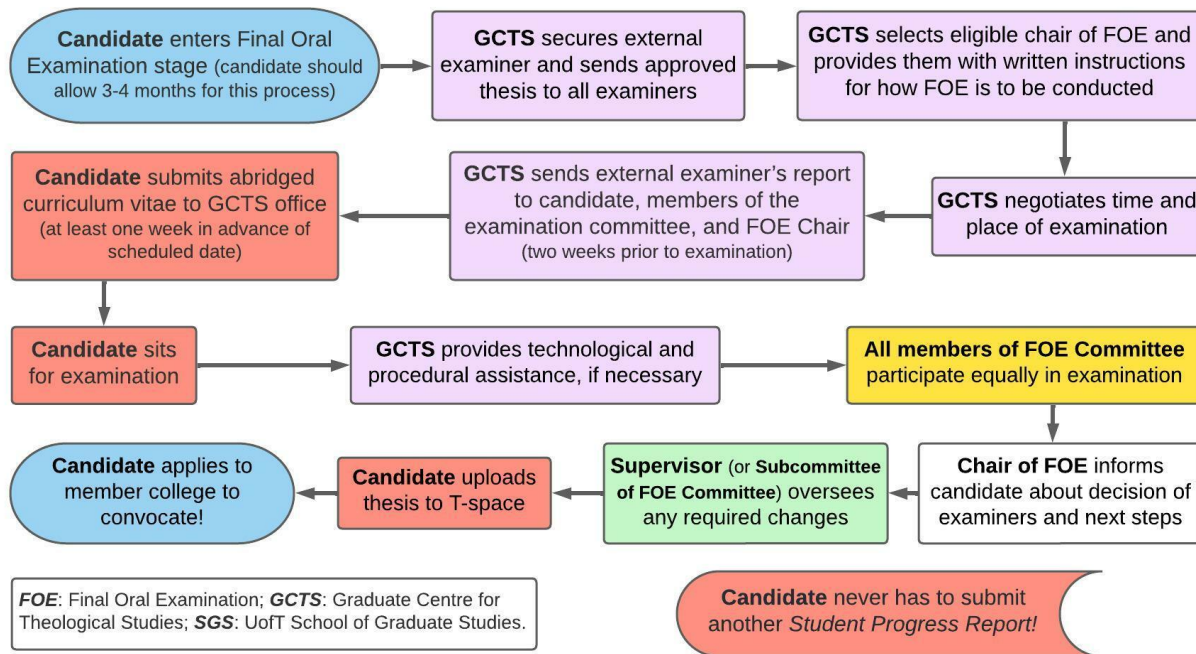 Candidate enters Final Oral
Examination stage (candidate should
allow 3-4 months for this process)
GCTS secures external
examiner and sends approved
thesis to all examiners
GCTS selects eligible chair of FOE and
provides them with written instructions
for how FOE is to be conducted
GCTS negotiates time and
place of examination
GCTS sends external examiner’s report
to candidate, members of the
examination committee, and FOE Chair
(two weeks prior to examination)
Candidate submits abridged
curriculum vitae to GCTS office
(at least one week in advance of
scheduled date)
Candidate sits
for examination
GCTS provides technological and
procedural assistance, if necessary
All members of FOE Committee
participate equally in examination
Chair of FOE informs
candidate about decision of
examiners and next steps
Supervisor (or Subcommittee
of FOE Committee) oversees
any required changes
Candidate uploads
thesis to T-space
Candidate applies to
member college to
convocate!
FOE: Final Oral Examination; GCTS: Graduate Centre for
Theological Studies; SGS: UofT School of Graduate Studies.
Candidate never has to submit
another Student Progress Report!